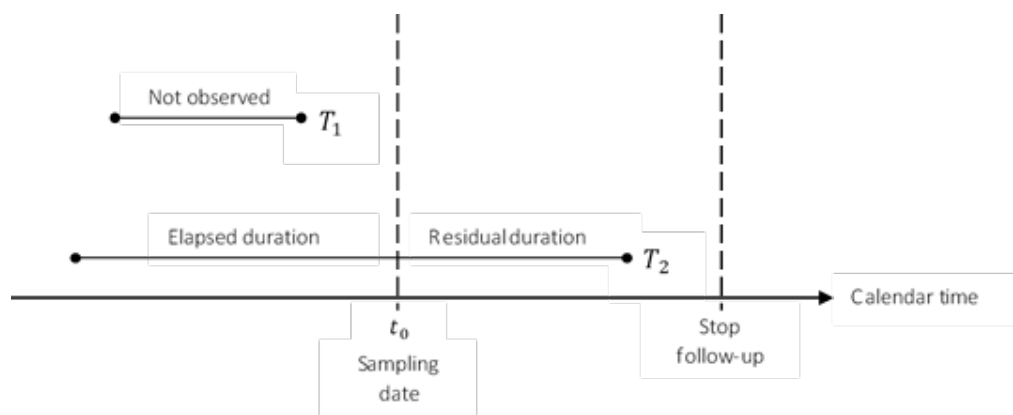 Not observed
T₁
Elapsed duration
Residual duration
T₂
Calendar time
t₀
Sampling
date
Stop
follow-up